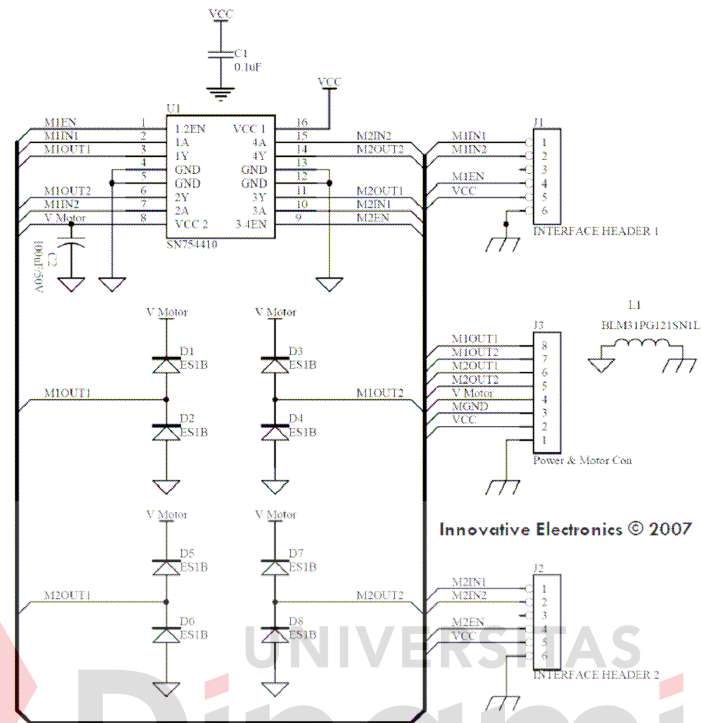 VCC
C1
0.1uF
VCC
U1
M1EN 1 1.2EN VCC 1 16
M1IN1 2 1A 4A 15 M2IN2
M1OUT1 3 1Y 4Y 14 M2OUT2
4 GND GND 13
5 GND GND 12
M1OUT2 6 2Y 3Y 11 M2OUT1
M1IN2 7 2A 3A 10 M2IN1
V Motor 8 VCC 2 3.4EN 9 M2EN
SN754410
C2
100uF/50V
J1
M1IN1 1
M1IN2 2
3
M1EN 4
VCC 5
6
INTERFACE HEADER 1
L1
BLM31PG121SN1L
J3
M1OUT1 8
M1OUT2 7
M2OUT1 6
M2OUT2 5
V Motor 4
MGND 3
VCC 2
1
Power & Motor Con
V Motor V Motor
D1 ES1B D3 ES1B
M1OUT1 M1OUT2
D2 ES1B D4 ES1B
V Motor V Motor
D5 ES1B D7 ES1B
M2OUT1 M2OUT2
D6 ES1B D8 ES1B
Innovative Electronics © 2007
J2
M2IN1 1
M2IN2 2
3
M2EN 4
VCC 5
6
INTERFACE HEADER 2
UNIVERSITAS